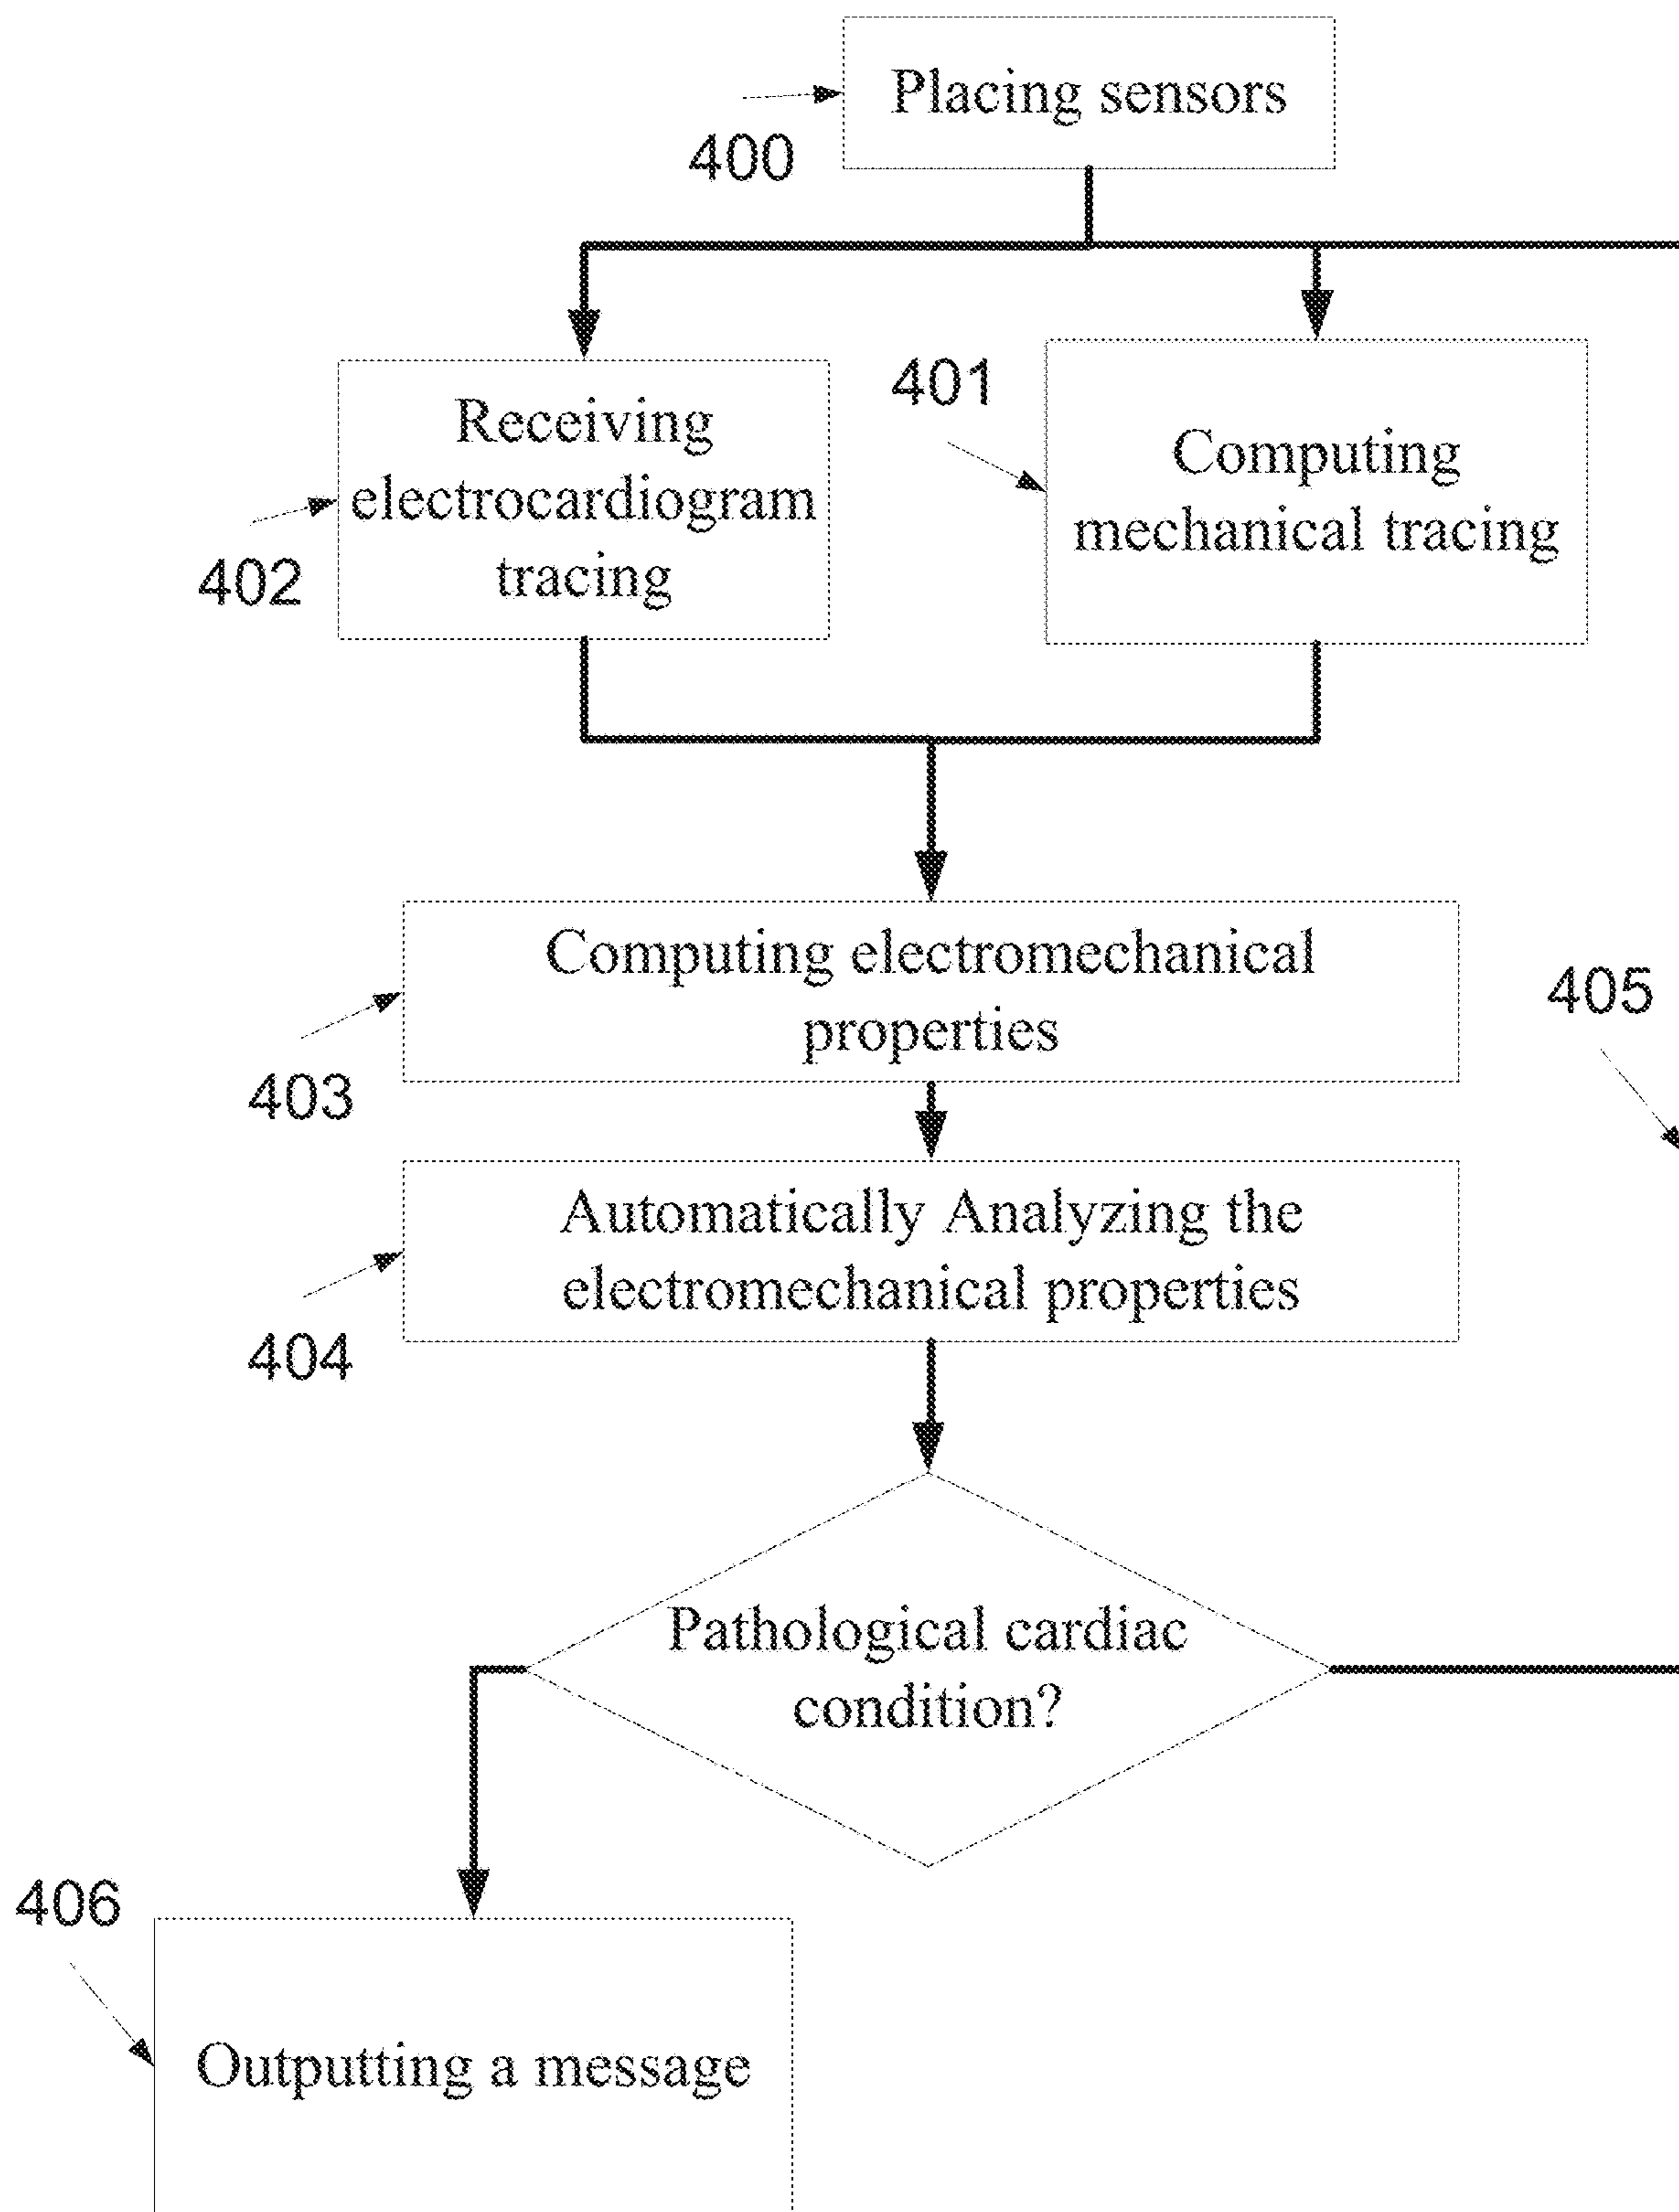 Placing sensors
400
Receiving
electrocardiogram
tracing
402
401
Computing
mechanical tracing
Computing electromechanical
properties
403
405
Automatically Analyzing the
electromechanical properties
404
Pathological cardiac
condition?
406
Outputting a message